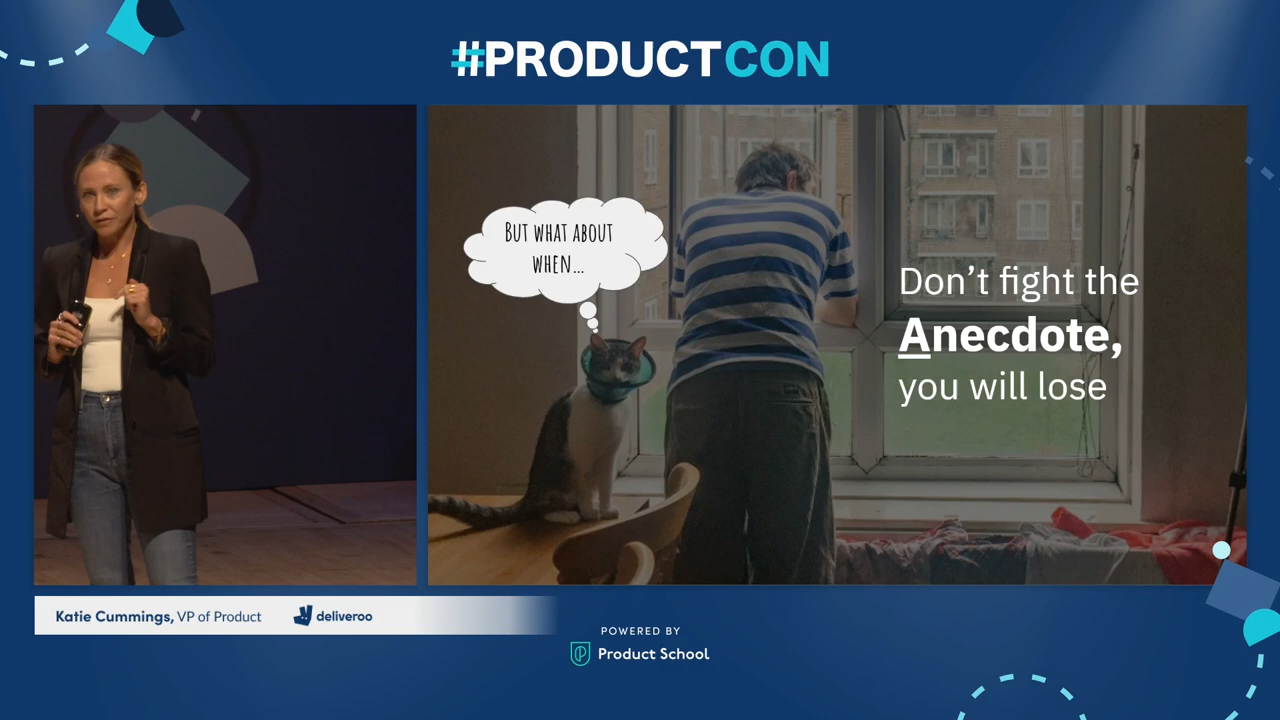 #PRODUCTCON
BUT WHAT ABOUT
WHEN...
Don’t fight the
Anecdote,
you will lose
Katie Cummings, VP of Product deliveroo
POWERED BY
Product School